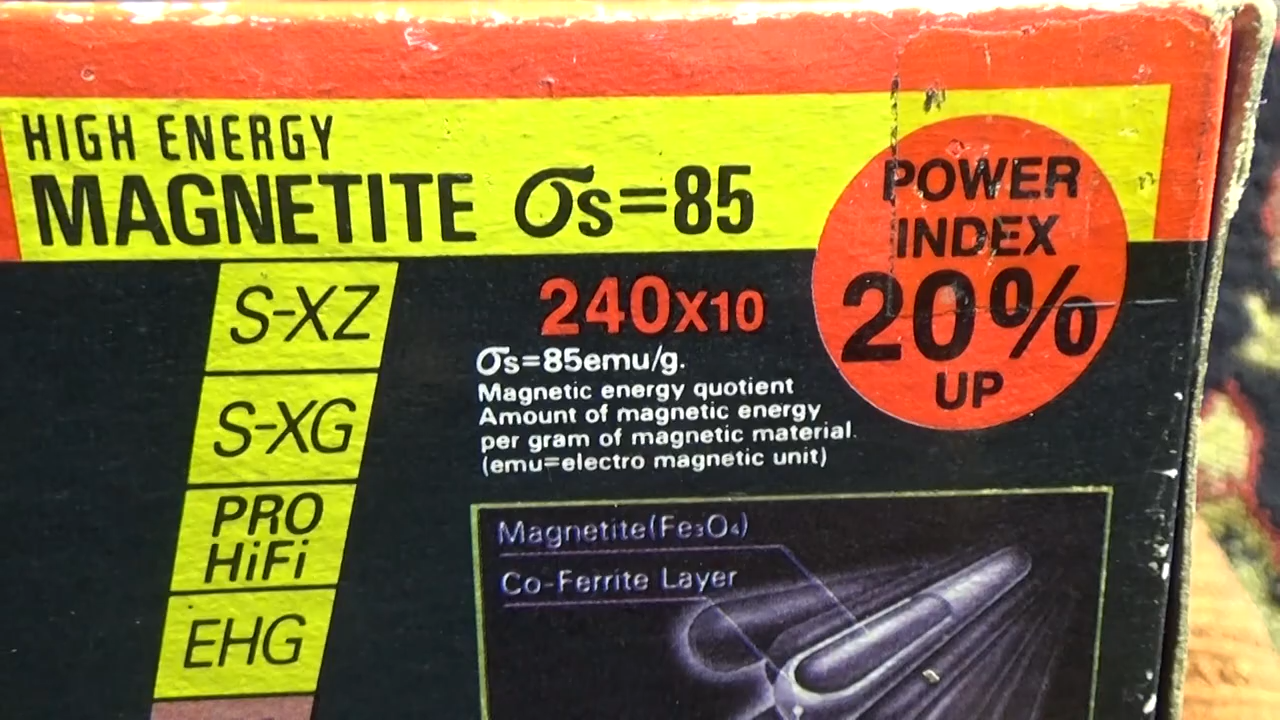 HIGH ENERGY
MAGNETITE σs=85
POWER
INDEX
20%
UP
S-XZ
S-XG
PRO
HiFi
EHG
240X10
σs=85emu/g.
Magnetic energy quotient
Amount of magnetic energy
per gram of magnetic material.
(emu=electro magnetic unit)
Magnetite(Fe₃O₄)
Co-Ferrite Layer